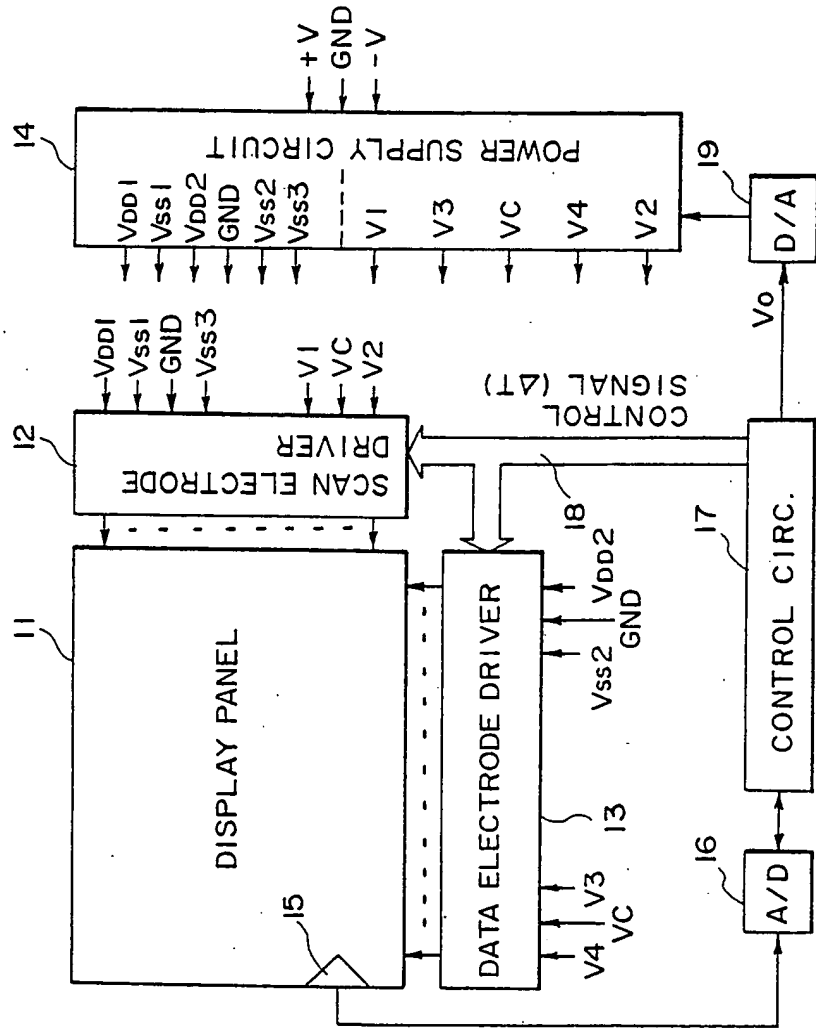 11
DISPLAY PANEL
15
12
SCAN ELECTRODE
DRIVER
VDD1
Vss1
GND
Vss3
V1
VC
V2
14
POWER SUPPLY CIRCUIT
VDD1
Vss1
VDD2
GND
Vss2
Vss3
V1
V3
VC
V4
V2
+V
GND
-V
DATA ELECTRODE DRIVER
13
V4
VC
V3
Vss2
GND
VDD2
18
CONTROL
SIGNAL (ΔT)
16
A/D
17
CONTROL CIRC.
Vo
19
D/A